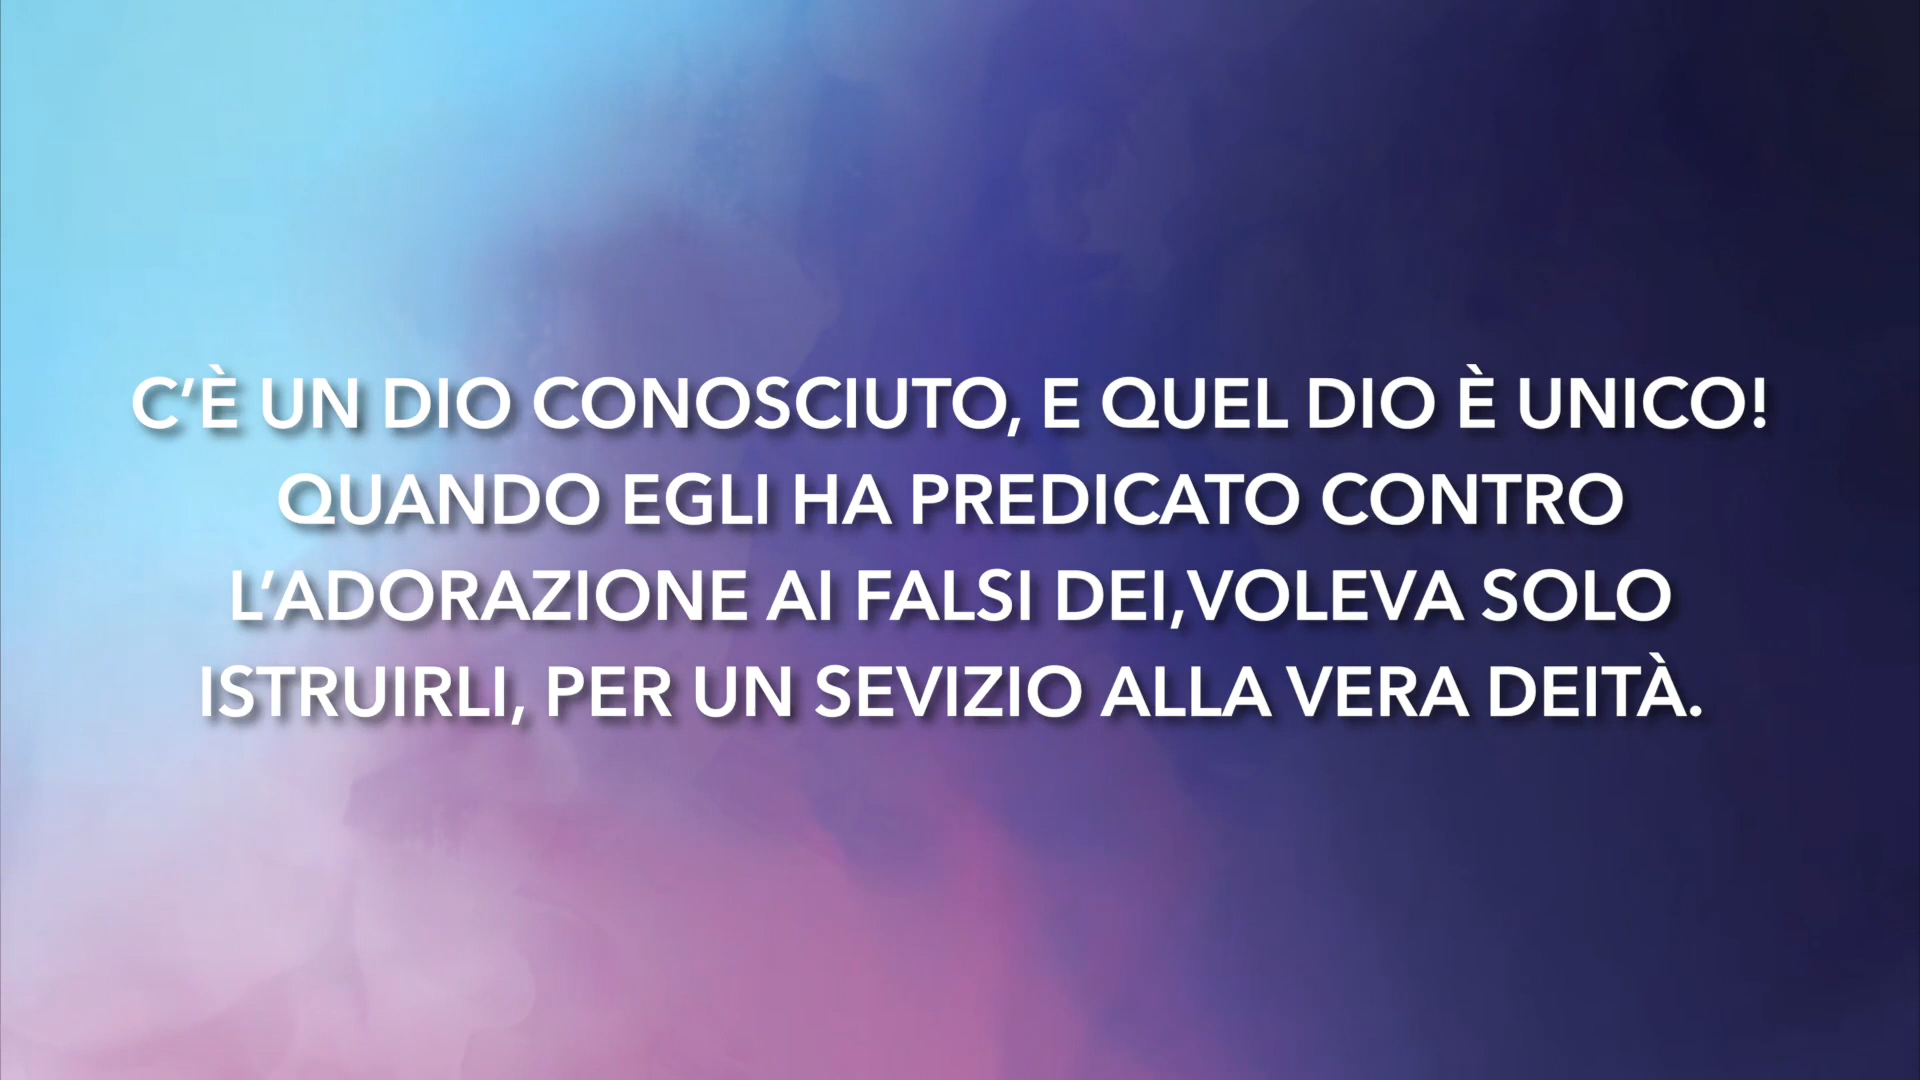 C’È UN DIO CONOSCIUTO, E QUEL DIO È UNICO!
QUANDO EGLI HA PREDICATO CONTRO
L’ADORAZIONE AI FALSI DEI,VOLEVA SOLO
ISTRUIRLI, PER UN SEVIZIO ALLA VERA DEITÀ.